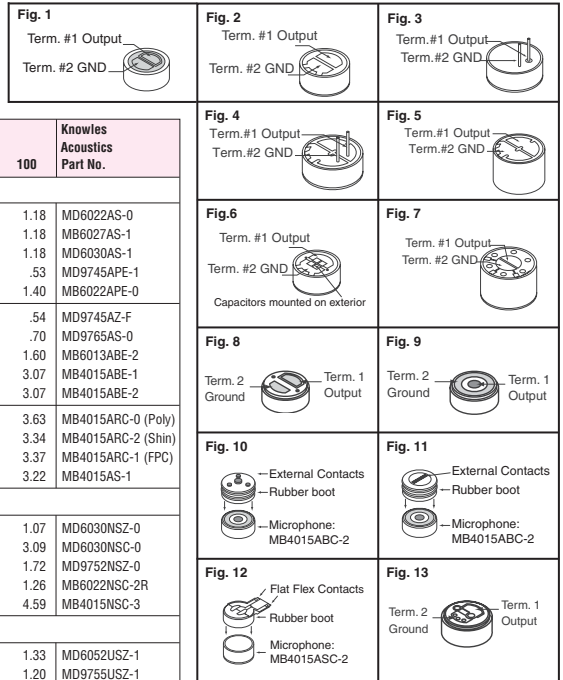 Fig. 1
Term. #1 Output
Term. #2 GND
Fig. 2
Term. #1 Output
Term. #2 GND
Fig. 3
Term.#1 Output
Term.#2 GND
Fig. 4
Term.#1 Output
Term.#2 GND
Fig. 5
Term.#1 Output
Term.#2 GND
100 Knowles Acoustics Part No.
1.18 MD6022AS-0
1.18 MB6027AS-1
1.18 MD6030AS-1
.53 MD9745APE-1
1.40 MB6022APE-0
.54 MD9745AZ-F
.70 MD9765AS-0
1.60 MB6013ABE-2
3.07 MB4015ABE-1
3.07 MB4015ABE-2
3.63 MB4015ARC-0 (Poly)
3.34 MB4015ARC-2 (Shin)
3.37 MB4015ARC-1 (FPC)
3.22 MB4015AS-1
1.07 MD6030NSZ-0
3.09 MD6030NSC-0
1.72 MD9752NSZ-0
1.26 MB6022NSC-2R
4.59 MB4015NSC-3
1.33 MD6052USZ-1
1.20 MD9755USZ-1
Fig.6
Term. #1 Output
Term. #2 GND
Capacitors mounted on exterior
Fig. 7
Term. #1 Output
Term. #2 GND
Fig. 8
Term. 2 Term. 1
Ground Output
Fig. 9
Term. 2 Term. 1
Ground Output
Fig. 10
External Contacts
Rubber boot
Microphone:
MB4015ABC-2
Fig. 11
External Contacts
Rubber boot
Microphone:
MB4015ABC-2
Fig. 12
Flat Flex Contacts
Rubber boot
Microphone:
MB4015ASC-2
Fig. 13
Term. 2 Term. 1
Ground Output